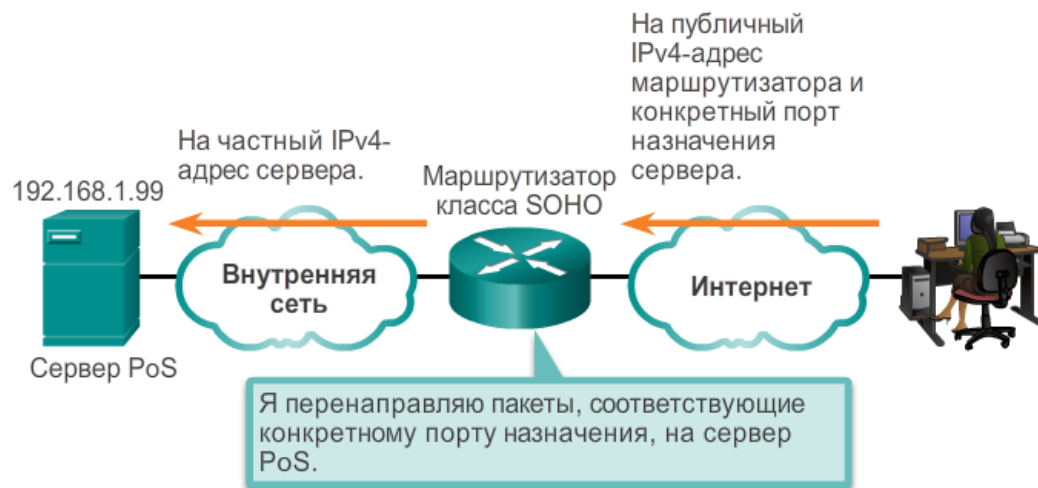 На публичный
IPv4-адрес
маршрутизатора и
конкретный порт
назначения
сервера.
На частный IPv4-
адрес сервера.
192.168.1.99
Маршрутизатор
класса SOHO
Внутренняя
сеть
Интернет
Сервер PoS
Я перенаправляю пакеты, соответствующие
конкретному порту назначения, на сервер
PoS.